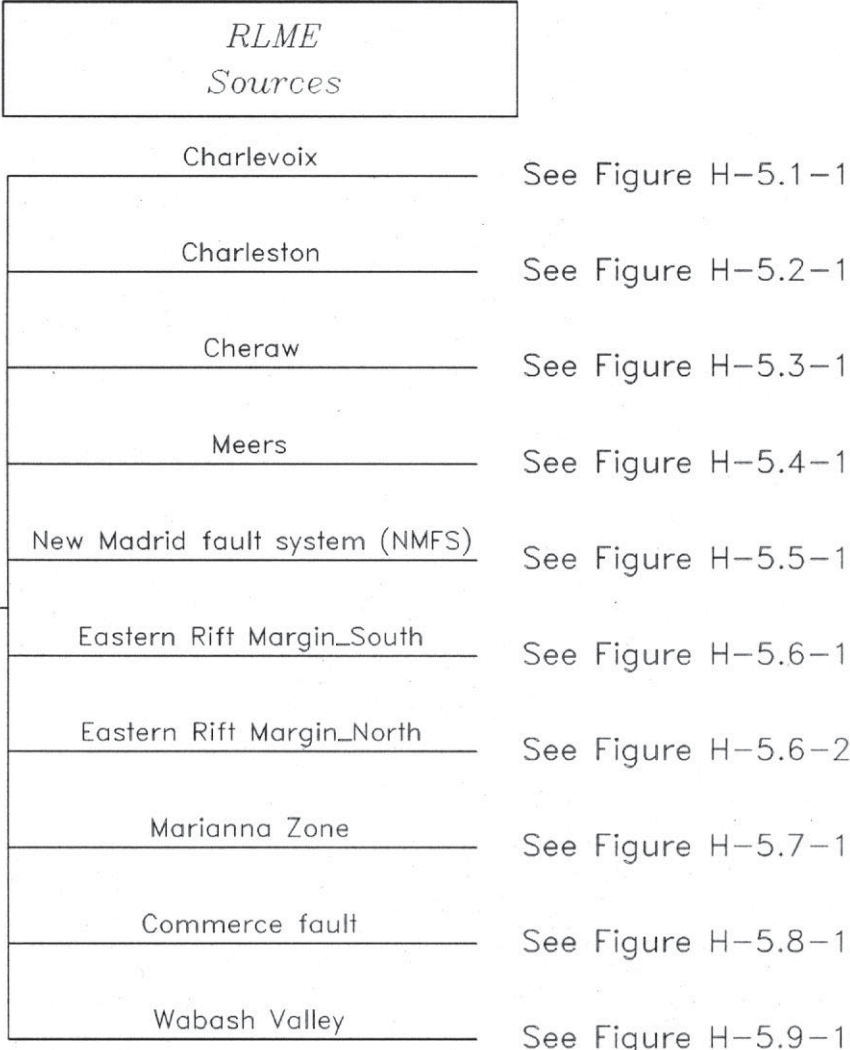 RLME
Sources
Charlevoix See Figure H-5.1-1
Charleston See Figure H-5.2-1
Cheraw See Figure H-5.3-1
Meers See Figure H-5.4-1
New Madrid fault system (NMFS) See Figure H-5.5-1
Eastern Rift Margin_South See Figure H-5.6-1
Eastern Rift Margin_North See Figure H-5.6-2
Marianna Zone See Figure H-5.7-1
Commerce fault See Figure H-5.8-1
Wabash Valley See Figure H-5.9-1